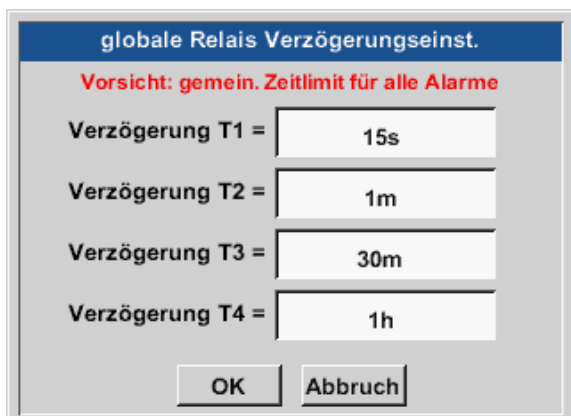 globale Relais Verzögerungseinst.
Vorsicht: gemein. Zeitlimit für alle Alarme
Verzögerung T1 = 15s
Verzögerung T2 = 1m
Verzögerung T3 = 30m
Verzögerung T4 = 1h
OK Abbruch